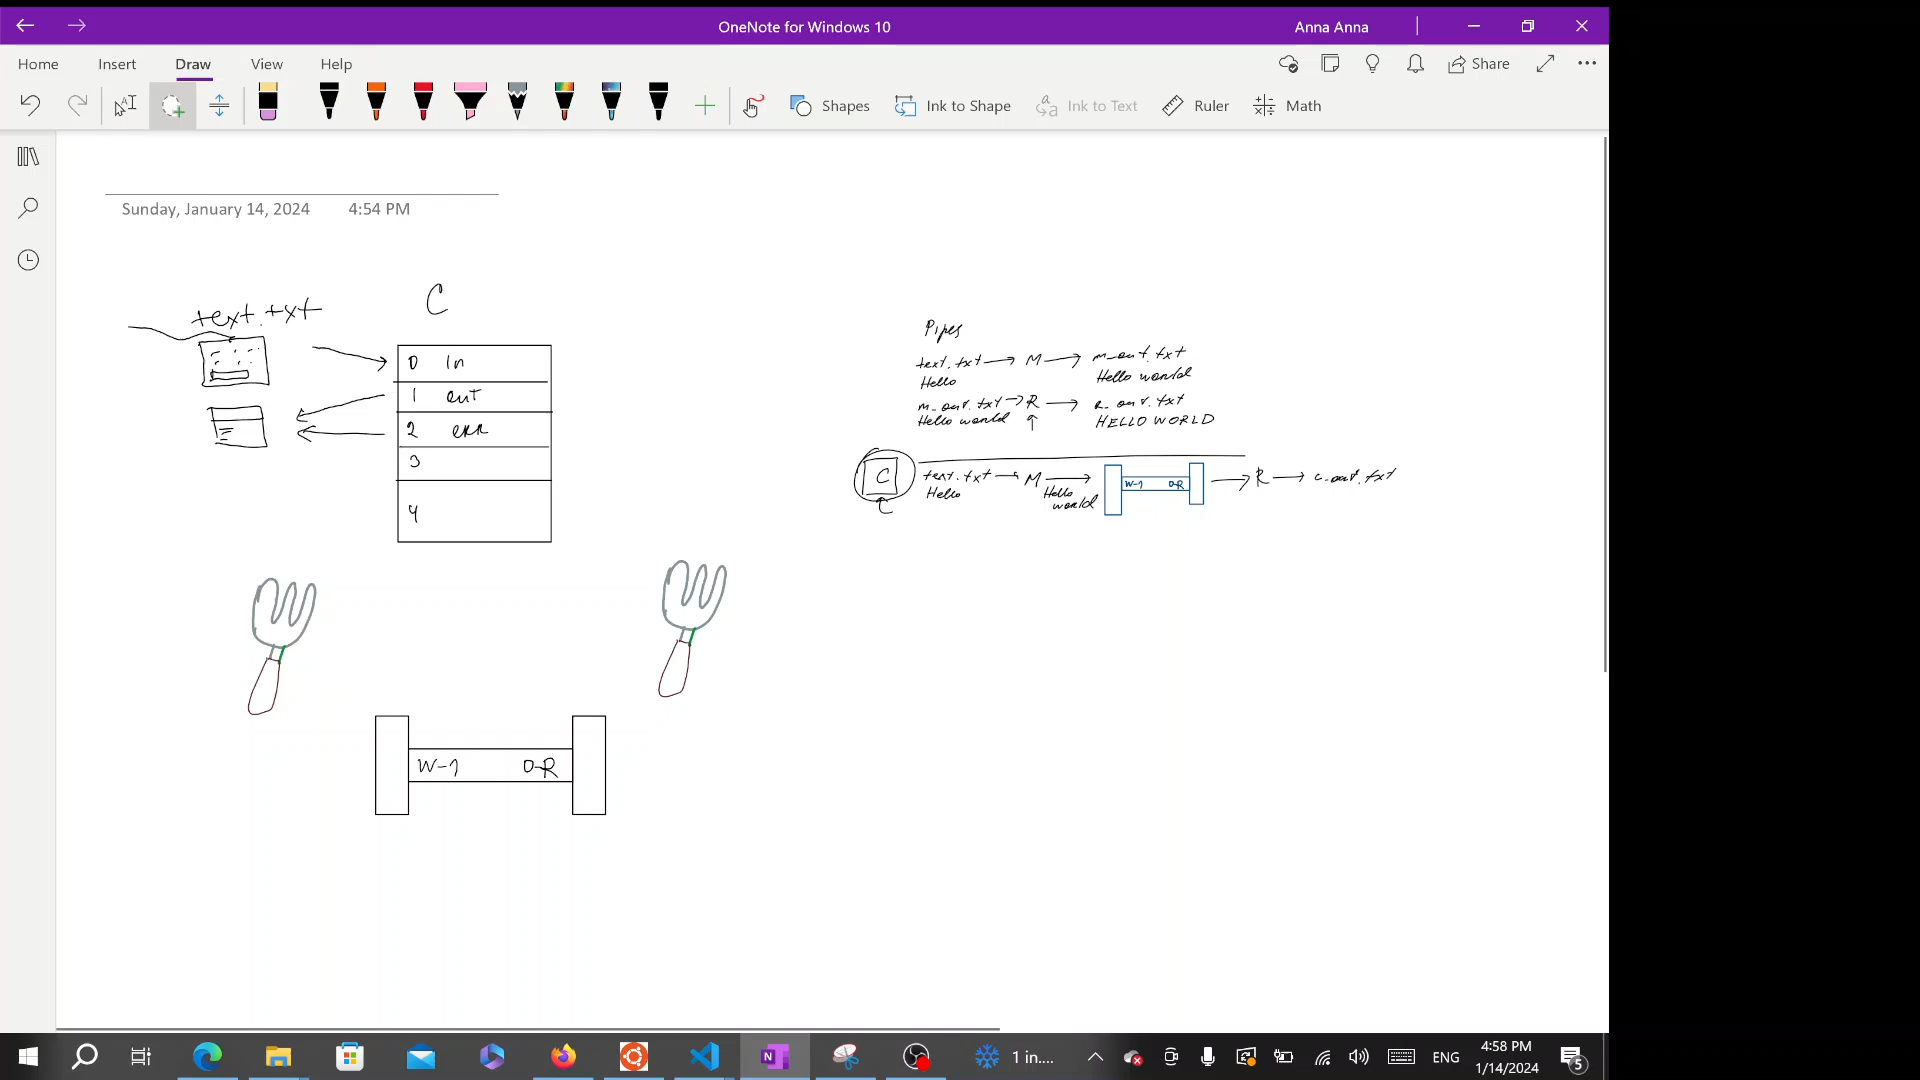 OneNote for Windows 10
Anna Anna
Home
Insert
Draw
View
Help
Share
Shapes
Ink to Shape
Ink to Text
Ruler
Math
Sunday, January 14, 2024 4:54 PM
text.txt
C
0 in
1 out
2 err
3
4
W-1 0-R
Pipes
text.txt → M → m_out.txt
Hello Hello world
m_out.txt → R → r_out.txt
Hello world HELLO WORLD
C text.txt → M → W-1 0-R → R → c_out.txt
Hello Hello
world
1 in....
ENG
4:58 PM
1/14/2024
5